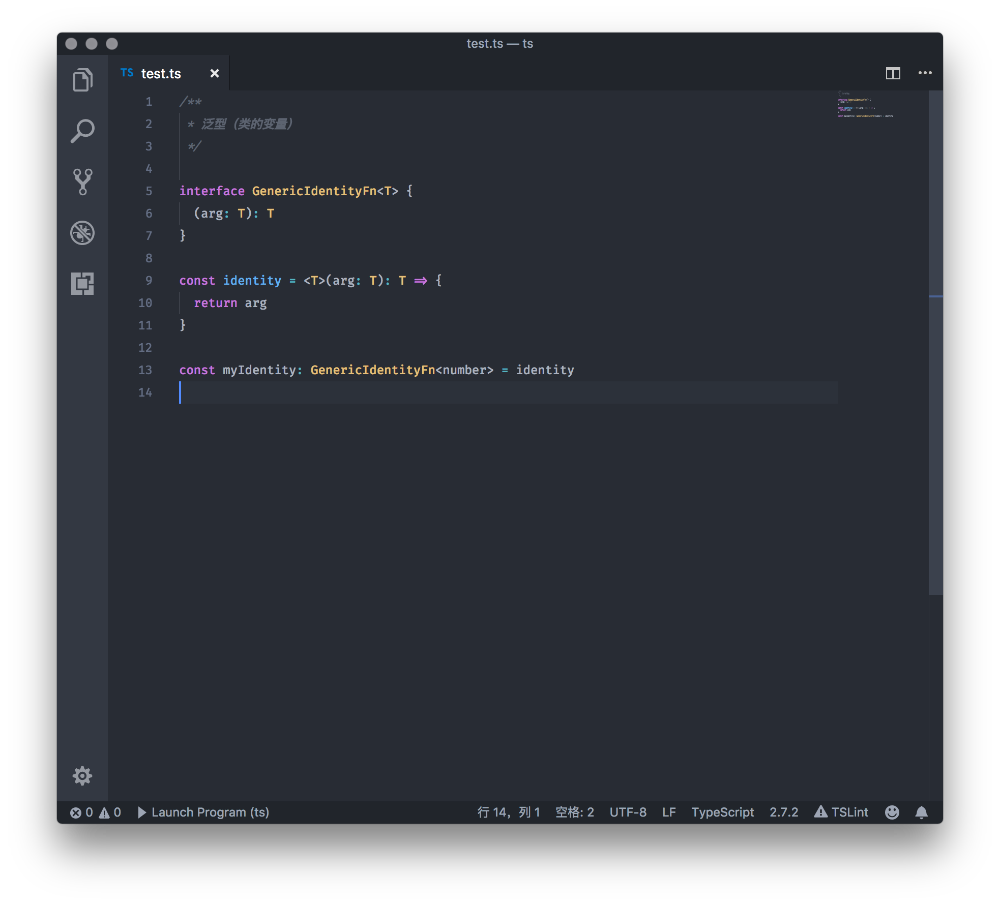 test.ts — ts
TS test.ts
1 /**
2  * 泛型（类的变量）
3  */
4
5 interface GenericIdentityFn<T> {
6   (arg: T): T
7 }
8
9 const identity = <T>(arg: T): T => {
10   return arg
11 }
12
13 const myIdentity: GenericIdentityFn<number> = identity
14
0 0 Launch Program (ts) 行 14，列 1 空格: 2 UTF-8 LF TypeScript 2.7.2 TSLint